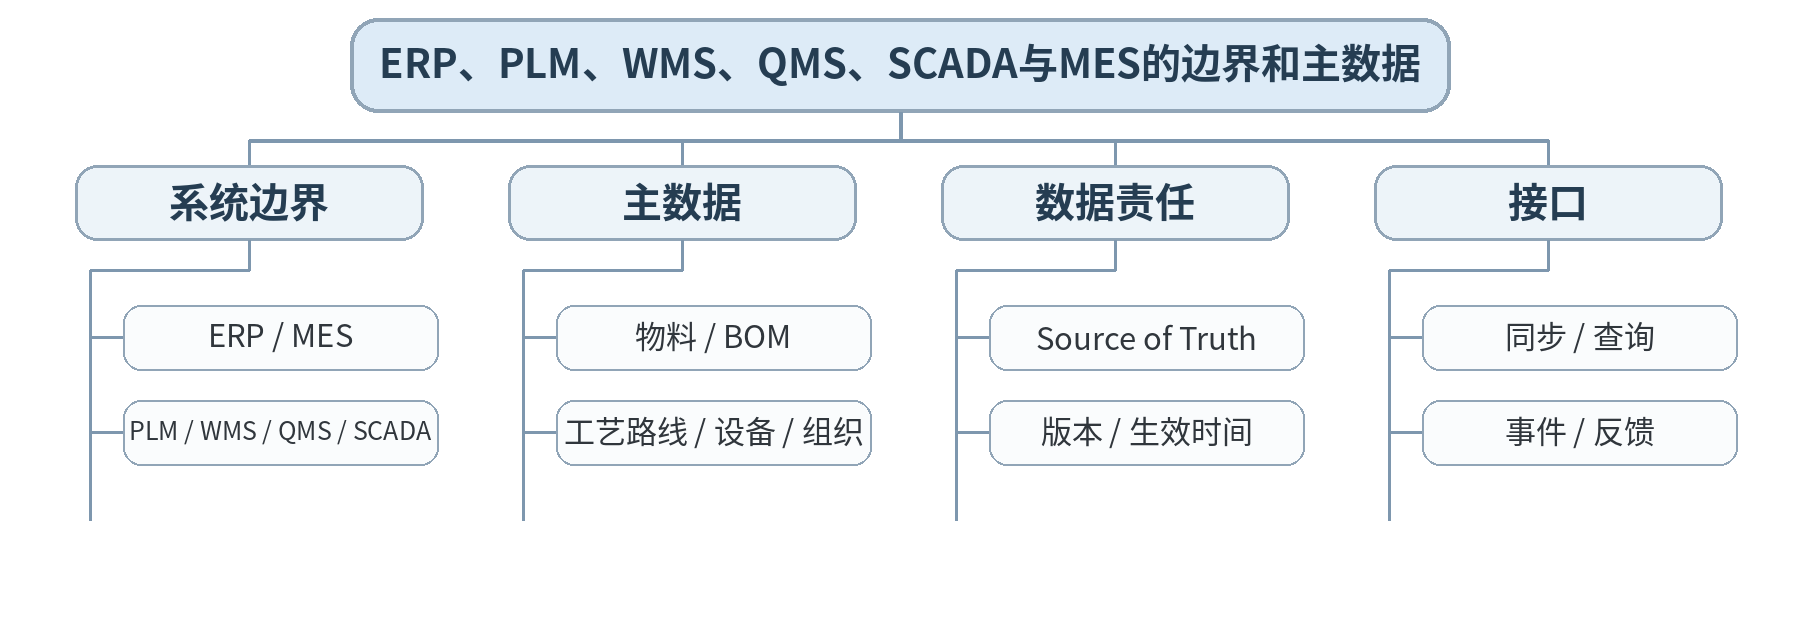 ERP、PLM、WMS、QMS、SCADA与MES的边界和主数据
系统边界
主数据
数据责任
接口
ERP / MES
物料 / BOM
Source of Truth
同步 / 查询
PLM / WMS / QMS / SCADA
工艺路线 / 设备 / 组织
版本 / 生效时间
事件 / 反馈